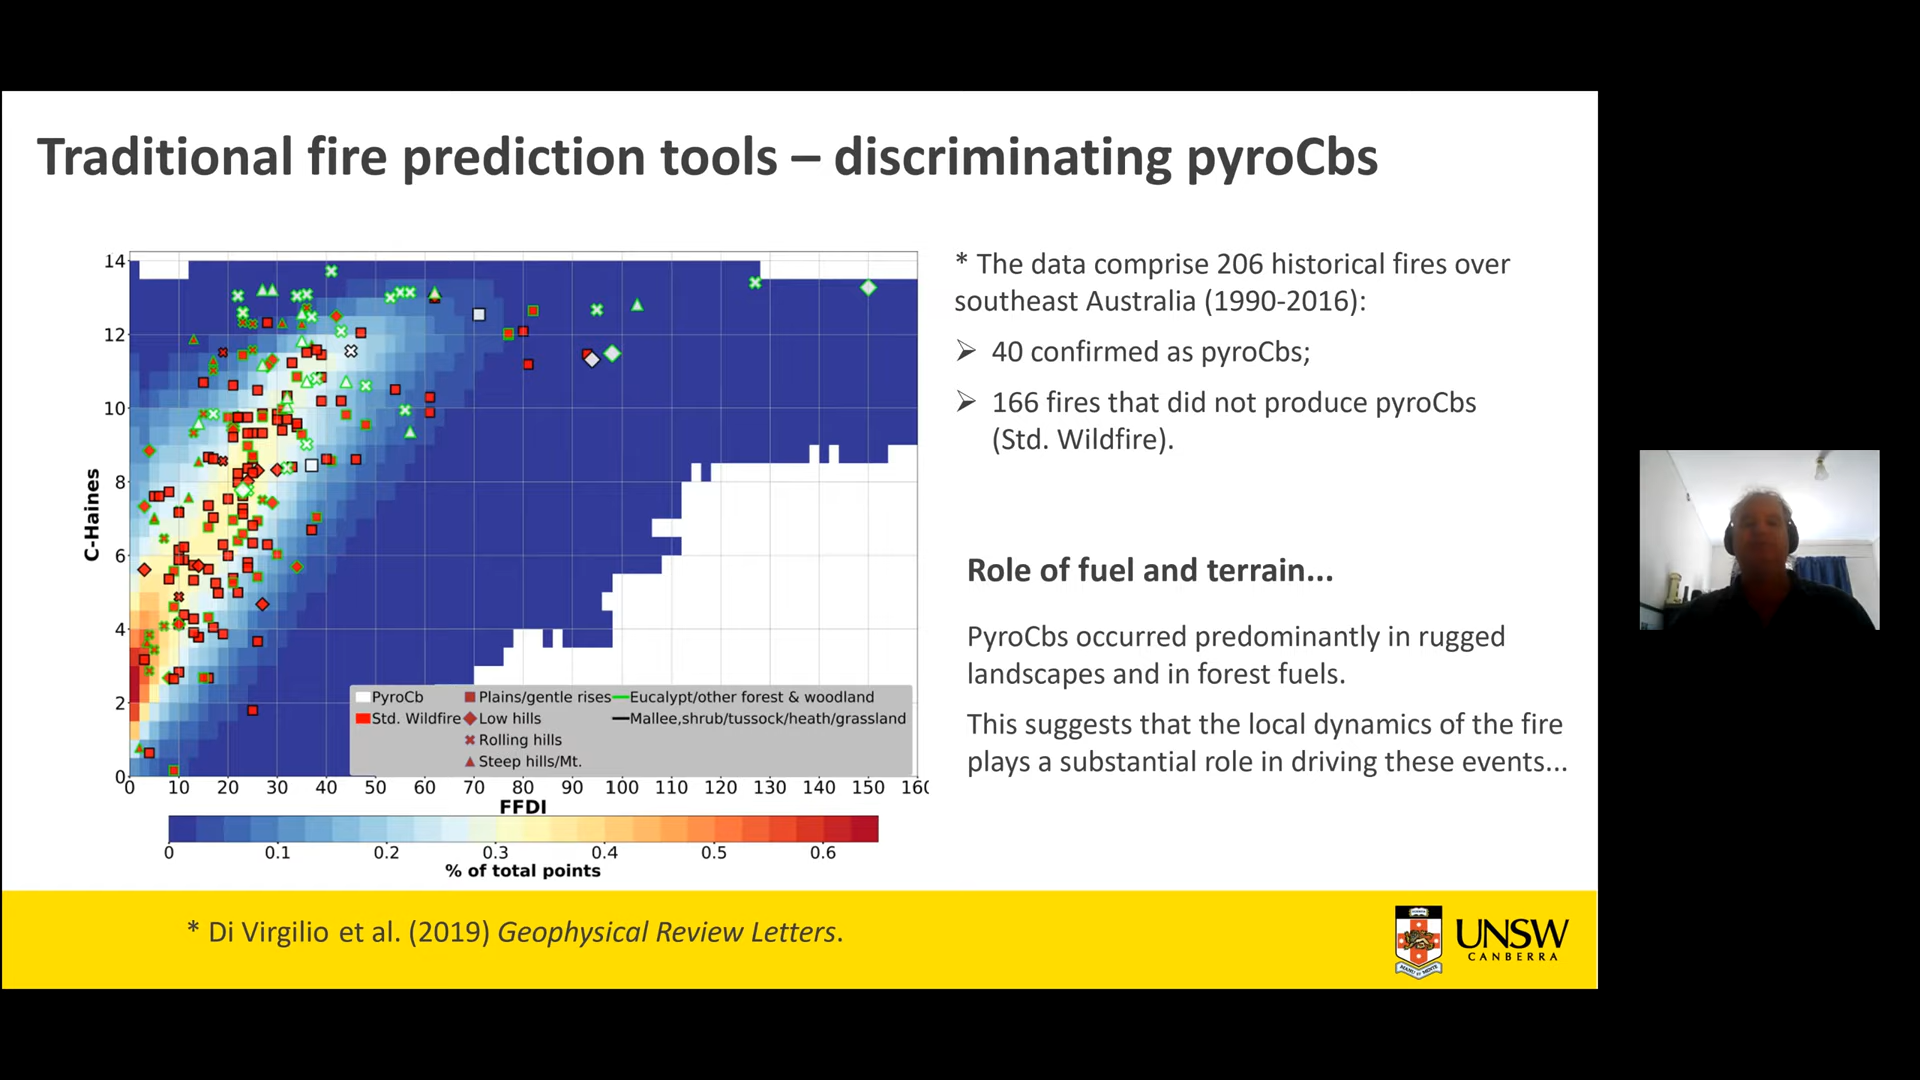 Traditional fire prediction tools – discriminating pyroCbs
14
12
10
8
6
4
2
0
C-Haines
PyroCb
Std. Wildfire
Plains/gentle rises
Low hills
Rolling hills
Steep hills/Mt.
Eucalypt/other forest & woodland
Mallee,shrub/tussock/heath/grassland
0 10 20 30 40 50 60 70 80 90 100 110 120 130 140 150 160
FFDI
0 0.1 0.2 0.3 0.4 0.5 0.6
% of total points
* The data comprise 206 historical fires over
southeast Australia (1990-2016):
➢ 40 confirmed as pyroCbs;
➢ 166 fires that did not produce pyroCbs
(Std. Wildfire).
Role of fuel and terrain...
PyroCbs occurred predominantly in rugged
landscapes and in forest fuels.
This suggests that the local dynamics of the fire
plays a substantial role in driving these events...
* Di Virgilio et al. (2019) Geophysical Review Letters.
UNSW
CANBERRA